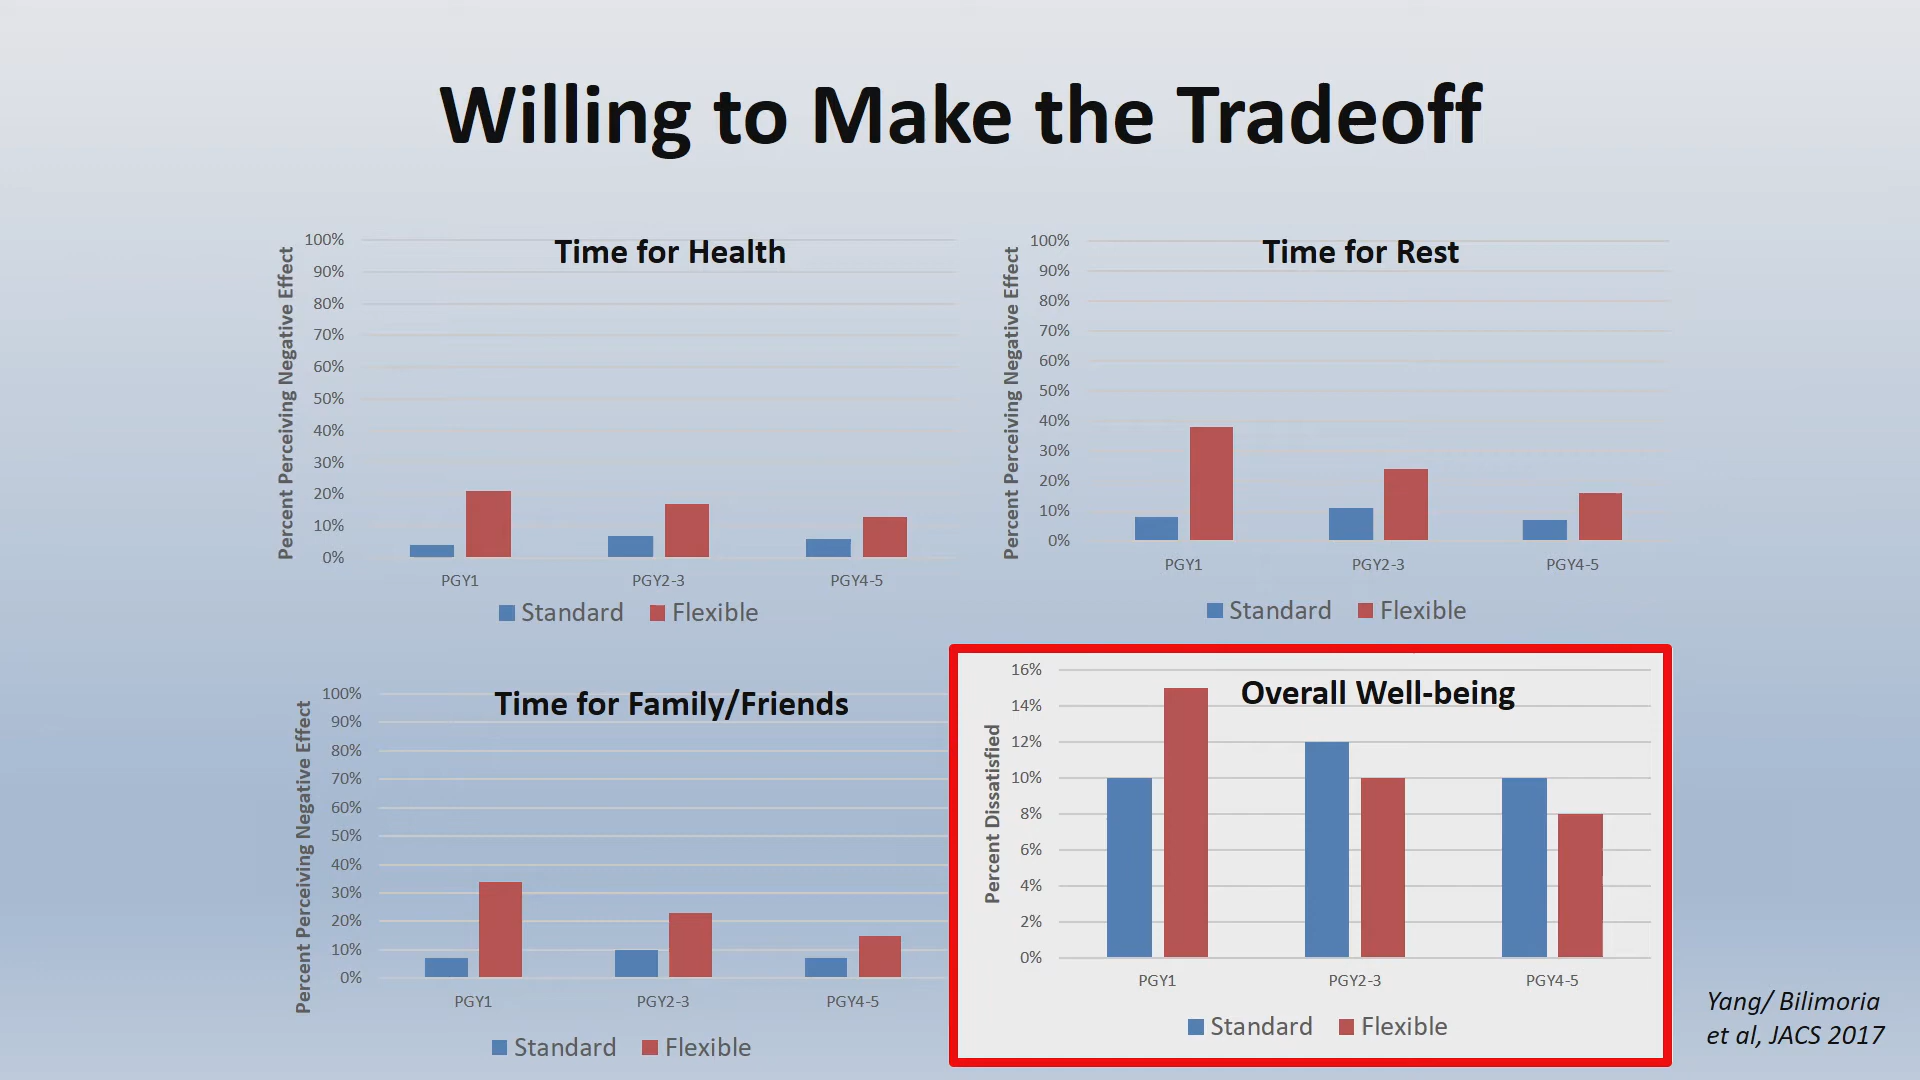 Willing to Make the Tradeoff
Time for Health
Percent Perceiving Negative Effect
100%
90%
80%
70%
60%
50%
40%
30%
20%
10%
0%
PGY1 PGY2-3 PGY4-5
Standard Flexible
Time for Rest
Percent Perceiving Negative Effect
100%
90%
80%
70%
60%
50%
40%
30%
20%
10%
0%
PGY1 PGY2-3 PGY4-5
Standard Flexible
Time for Family/Friends
Percent Perceiving Negative Effect
100%
90%
80%
70%
60%
50%
40%
30%
20%
10%
0%
PGY1 PGY2-3 PGY4-5
Standard Flexible
Overall Well-being
Percent Dissatisfied
16%
14%
12%
10%
8%
6%
4%
2%
0%
PGY1 PGY2-3 PGY4-5
Standard Flexible
Yang/ Bilimoria
et al, JACS 2017